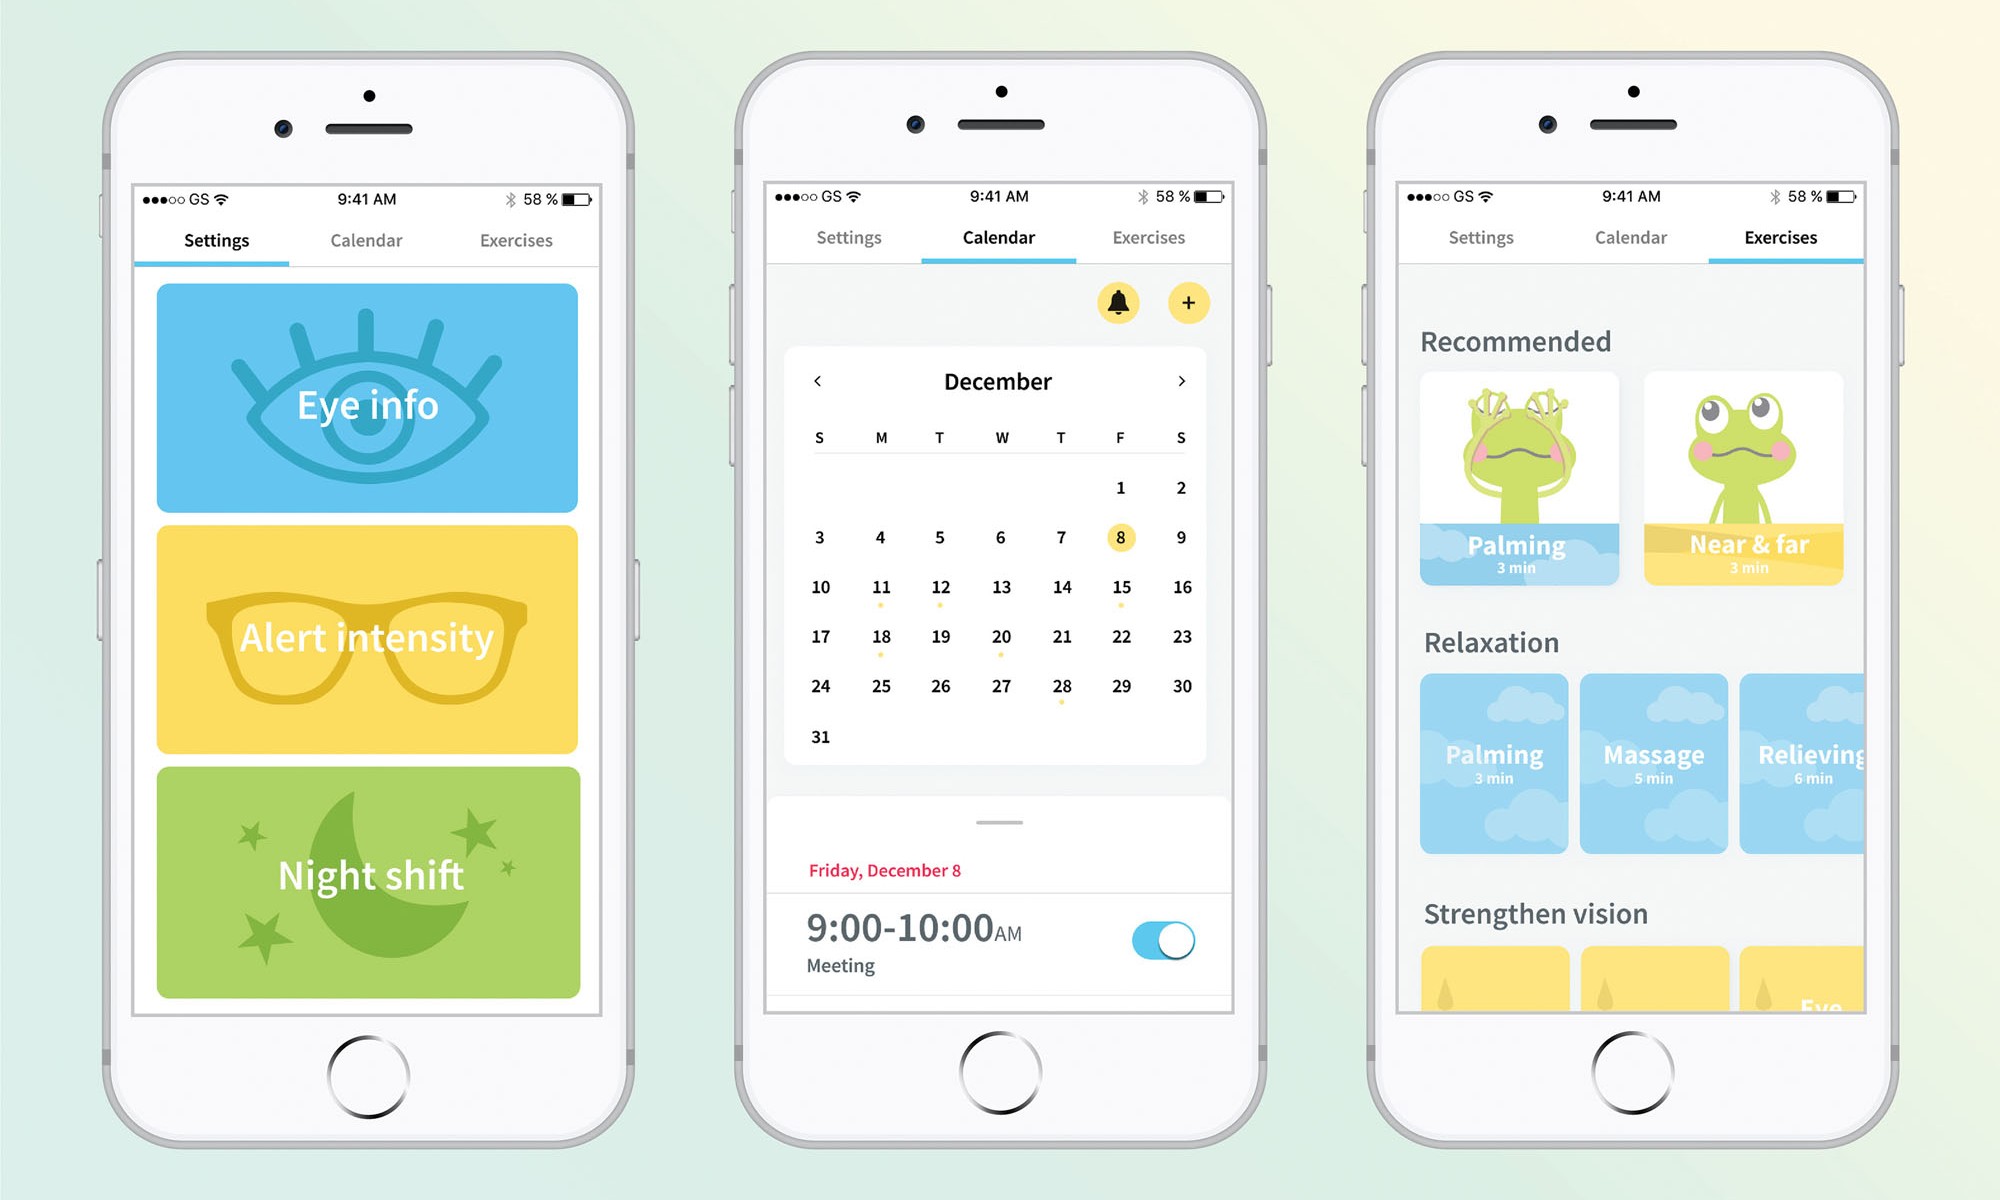 ●●●○○ GS 9:41 AM 58 %
Settings Calendar Exercises
Eye info
Alert intensity
Night shift
●●●○○ GS 9:41 AM 58 %
Settings Calendar Exercises
+
< December >
S M T W T F S
1 2
3 4 5 6 7 8 9
10 11 12 13 14 15 16
17 18 19 20 21 22 23
24 25 26 27 28 29 30
31
Friday, December 8
9:00-10:00AM
Meeting
●●●○○ GS 9:41 AM 58 %
Settings Calendar Exercises
Recommended
Palming
3 min
Near & far
3 min
Relaxation
Palming
3 min
Massage
5 min
Relieving
6 min
Strengthen vision
Eye